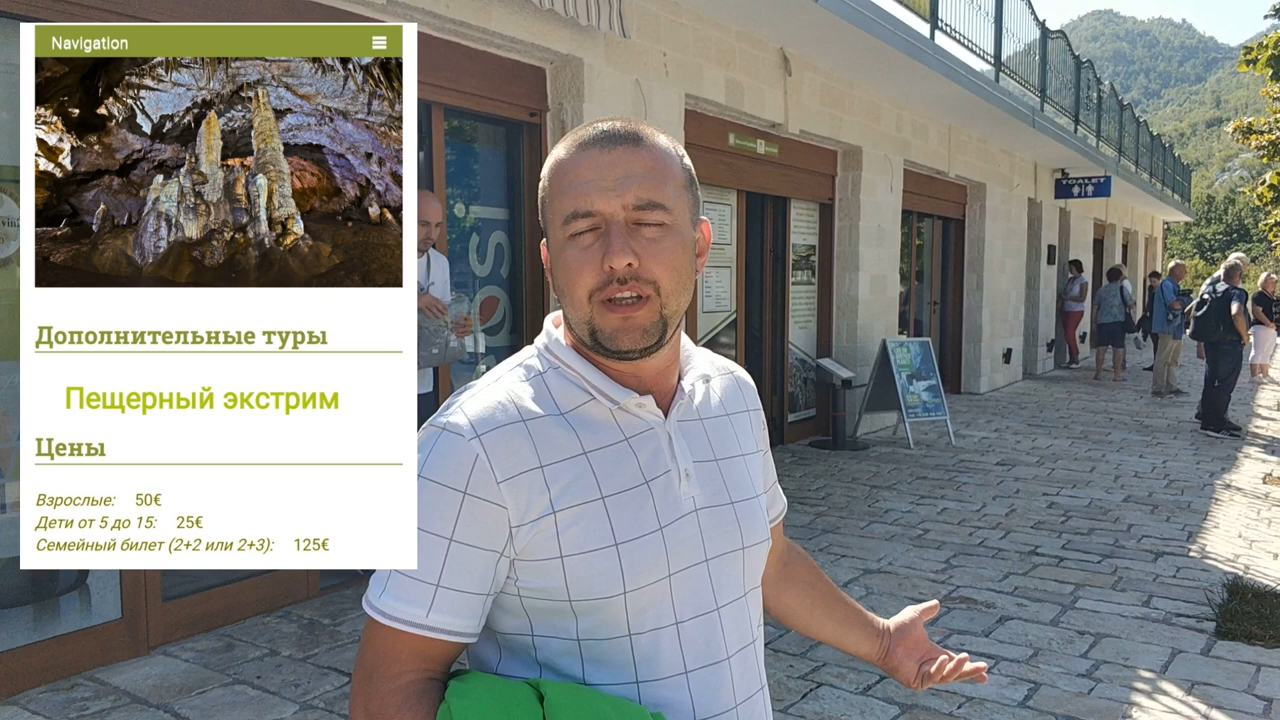 Navigation
Дополнительные туры
Пещерный экстрим
Цены
Взрослые: 50€
Дети от 5 до 15: 25€
Семейный билет (2+2 или 2+3): 125€
TOALET